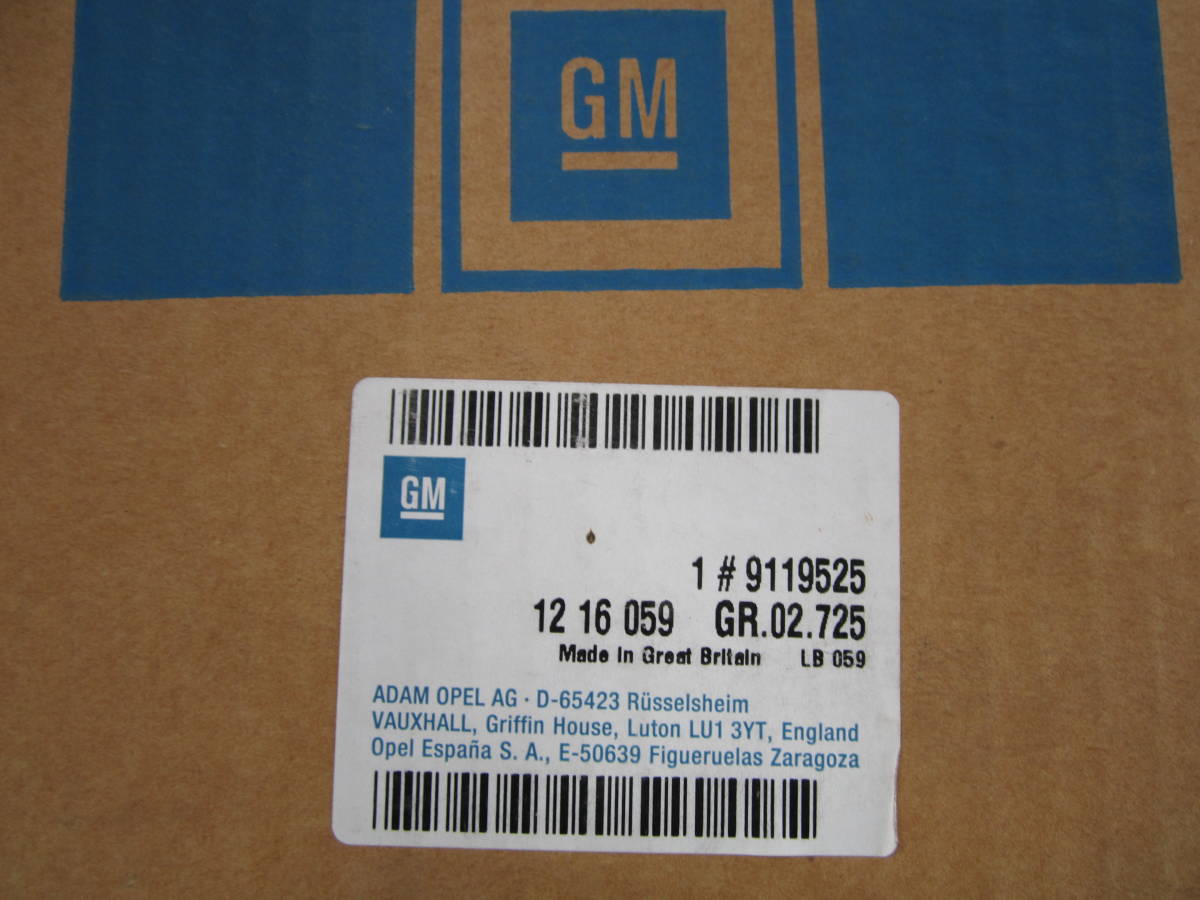 GM
GM
1 # 9119525
12 16 059 GR.02.725
Made in Great Britain LB 059
ADAM OPEL AG · D-65423 Rüsselsheim
VAUXHALL, Griffin House, Luton LU1 3YT, England
Opel España S. A., E-50639 Figueruelas Zaragoza